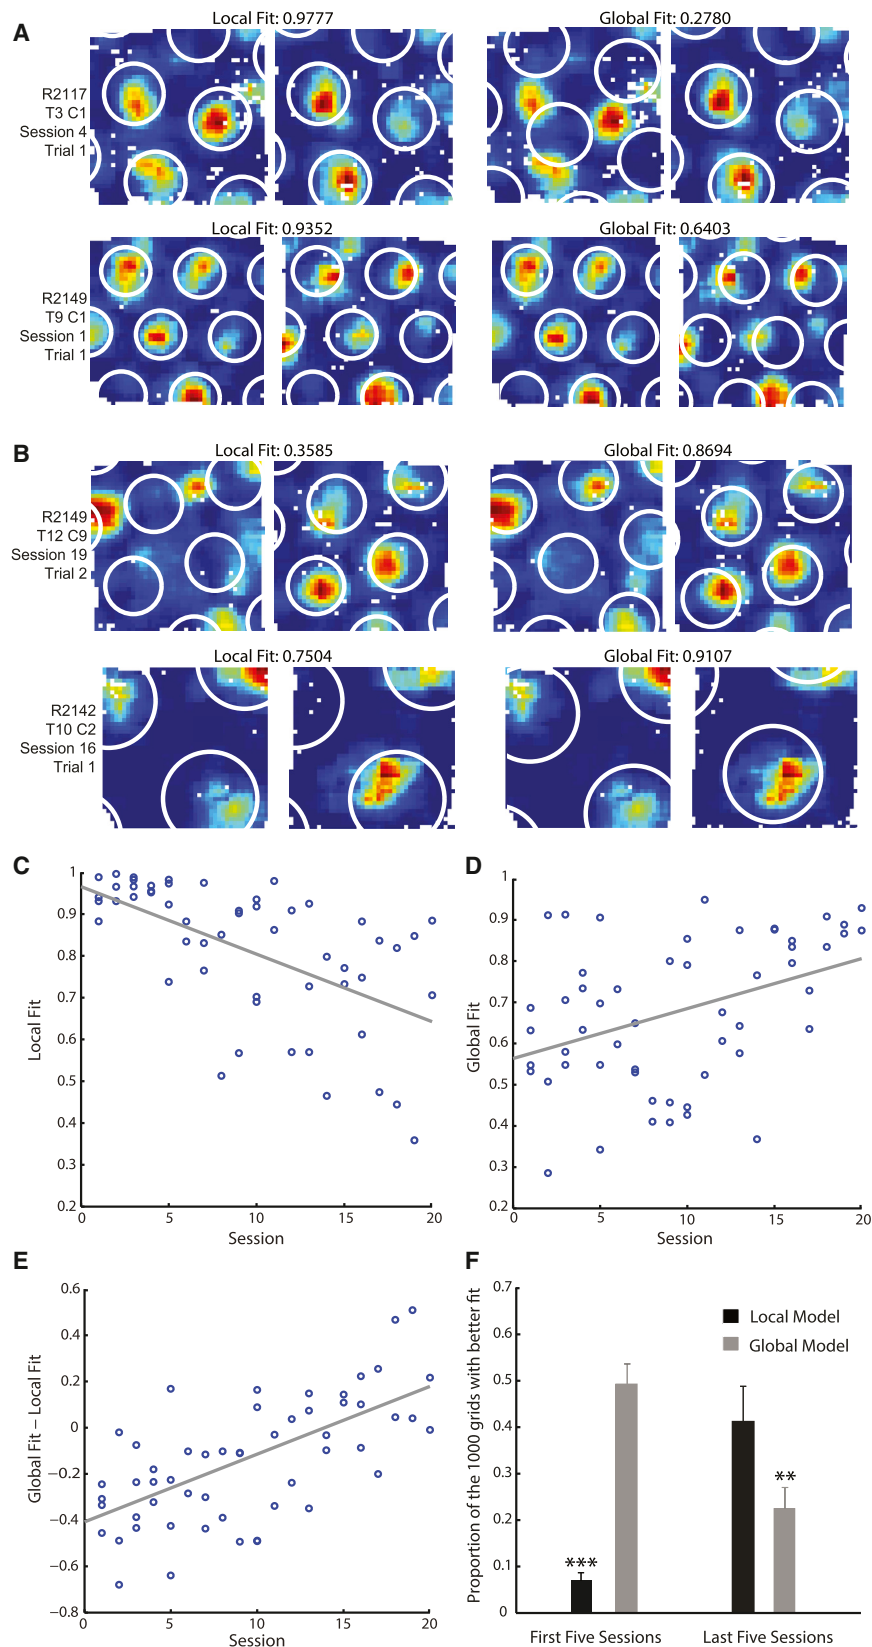 A
Local Fit: 0.9777
Global Fit: 0.2780
R2117
T3 C1
Session 4
Trial 1
Local Fit: 0.9352
Global Fit: 0.6403
R2149
T9 C1
Session 1
Trial 1
B
Local Fit: 0.3585
Global Fit: 0.8694
R2149
T12 C9
Session 19
Trial 2
Local Fit: 0.7504
Global Fit: 0.9107
R2142
T10 C2
Session 16
Trial 1
C
1
0.9
0.8
0.7
0.6
0.5
0.4
0.3
0.2
Local Fit
0 5 10 15 20
Session
D
1
0.9
0.8
0.7
0.6
0.5
0.4
0.3
0.2
Global Fit
0 5 10 15 20
Session
E
0.6
0.4
0.2
0
−0.2
−0.4
−0.6
−0.8
Global Fit − Local Fit
0 5 10 15 20
Session
F
0.7
0.6
0.5
0.4
0.3
0.2
0.1
0
Proportion of the 1000 grids with better fit
Local Model
Global Model
***
**
First Five Sessions
Last Five Sessions